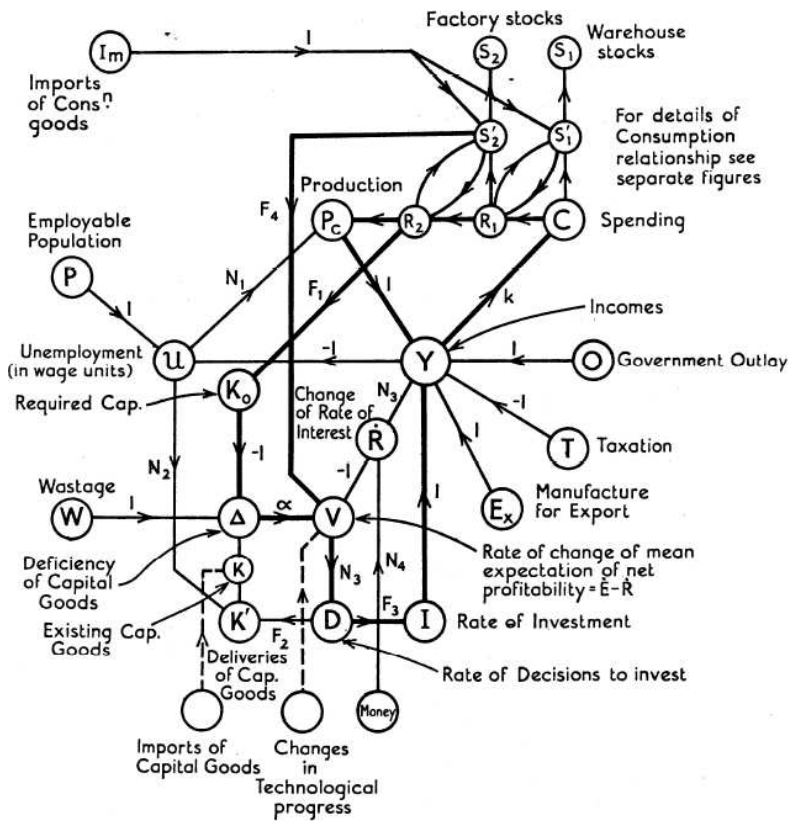 Factory stocks
S₂
S₁
Warehouse
stocks
Im
I
Imports
of Consⁿ.
goods
S'₂
S'₁
For details of
Consumption
relationship see
separate figures
Production
F₄
Pc
R₂
R₁
C
Spending
Employable
Population
P
I
N₁
F₁
I
k
Incomes
Unemployment
(in wage units)
U
-I
Y
I
O
Government Outlay
Required Cap.
K₀
Change
of Rate of
Interest
N₃
Ṙ
-I
T
Taxation
I
N₂
-I
-I
Wastage
W
I
Δ
α
V
Ex
Manufacture
for Export
I
Deficiency
of Capital
Goods
K
N₃
N₄
Rate of change of mean
expectation of net
profitability = Ė-Ṙ
Existing Cap.
Goods
K'
F₂
D
F₃
I
Rate of Investment
Deliveries
of Cap.
Goods
Rate of Decisions to invest
Money
Imports of
Capital Goods
Changes
in
Technological
progress